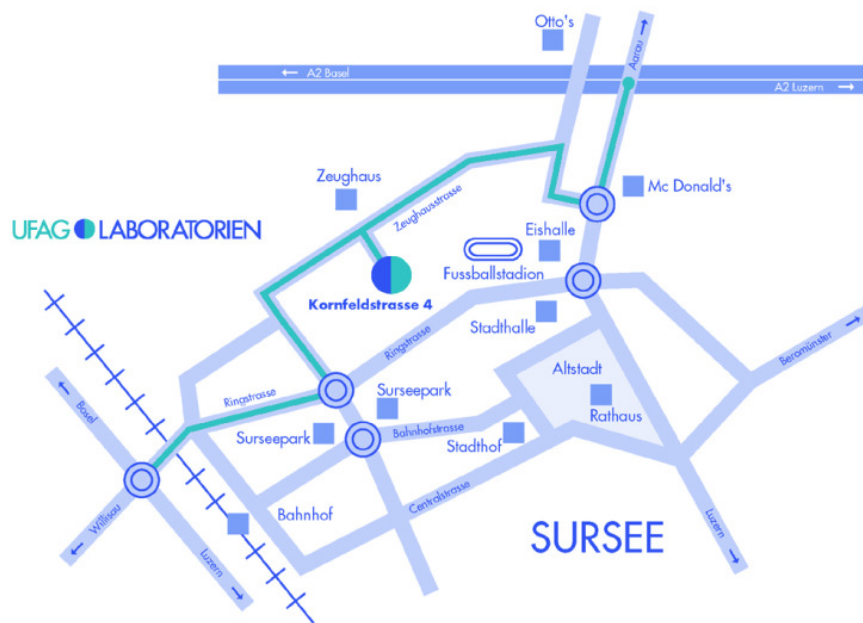 Otto's
Aarau →
← A2 Basel
A2 Luzern →
Zeughaus
Mc Donald's
Zeughausstrasse
UFAG LABORATORIEN
Eishalle
Fussballstadion
Kornfeldstrasse 4
Stadthalle
Ringstrasse
Beromünster →
Altstadt
← Basel
Ringstrasse
Surseepark
Rathaus
Surseepark
Bahnhofstrasse
Stadthof
Centralstrasse
← Willisau
Bahnhof
SURSEE
Luzern →
Luzern →